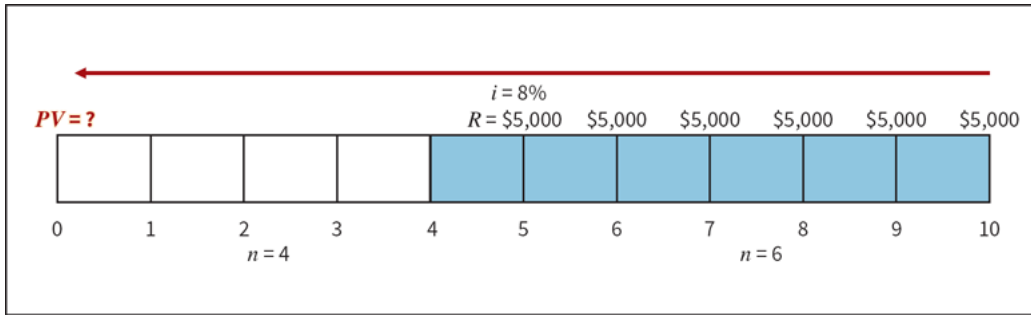 i = 8%
PV = ? R = $5,000 $5,000 $5,000 $5,000 $5,000 $5,000
0 1 2 3 4 5 6 7 8 9 10
n = 4 n = 6